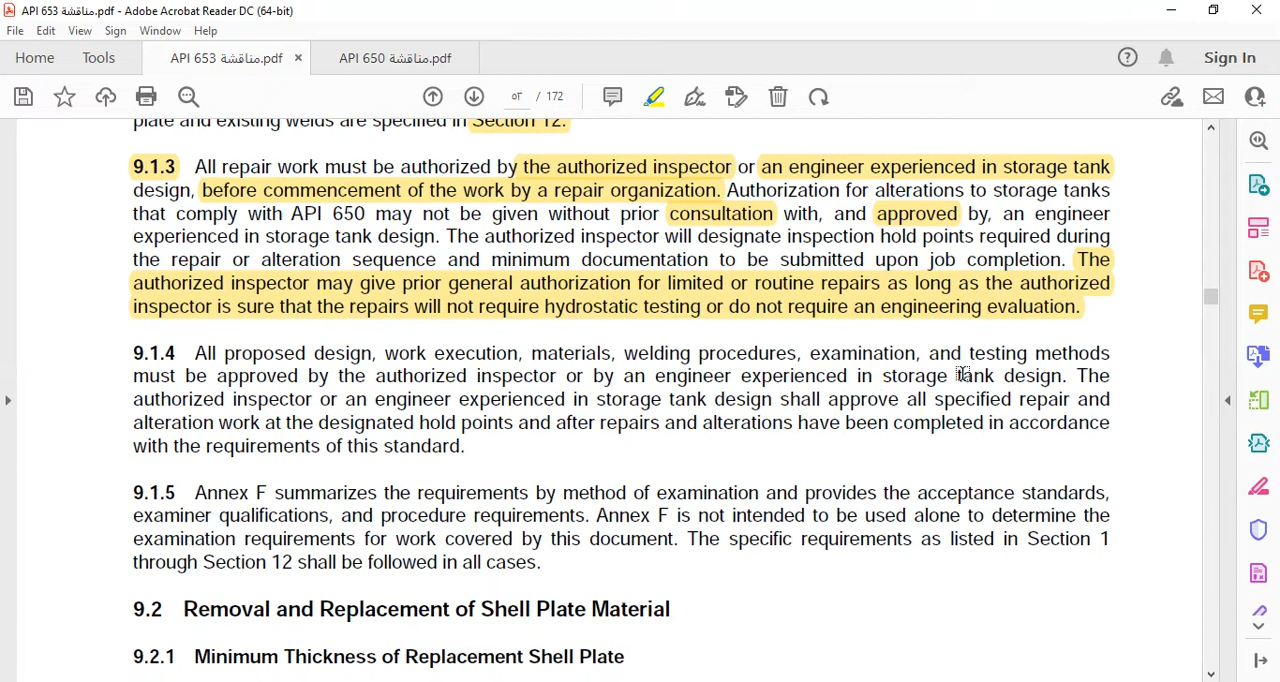 API 653 مناقشة.pdf - Adobe Acrobat Reader DC (64-bit)
File Edit View Sign Window Help
Home Tools API 653 مناقشة.pdf × API 650 مناقشة.pdf Sign In
٥٢ / 172
plate and existing welds are specified in Section 12.
9.1.3 All repair work must be authorized by the authorized inspector or an engineer experienced in storage tank
design, before commencement of the work by a repair organization. Authorization for alterations to storage tanks
that comply with API 650 may not be given without prior consultation with, and approved by, an engineer
experienced in storage tank design. The authorized inspector will designate inspection hold points required during
the repair or alteration sequence and minimum documentation to be submitted upon job completion. The
authorized inspector may give prior general authorization for limited or routine repairs as long as the authorized
inspector is sure that the repairs will not require hydrostatic testing or do not require an engineering evaluation.
9.1.4 All proposed design, work execution, materials, welding procedures, examination, and testing methods
must be approved by the authorized inspector or by an engineer experienced in storage tank design. The
authorized inspector or an engineer experienced in storage tank design shall approve all specified repair and
alteration work at the designated hold points and after repairs and alterations have been completed in accordance
with the requirements of this standard.
9.1.5 Annex F summarizes the requirements by method of examination and provides the acceptance standards,
examiner qualifications, and procedure requirements. Annex F is not intended to be used alone to determine the
examination requirements for work covered by this document. The specific requirements as listed in Section 1
through Section 12 shall be followed in all cases.
9.2 Removal and Replacement of Shell Plate Material
9.2.1 Minimum Thickness of Replacement Shell Plate